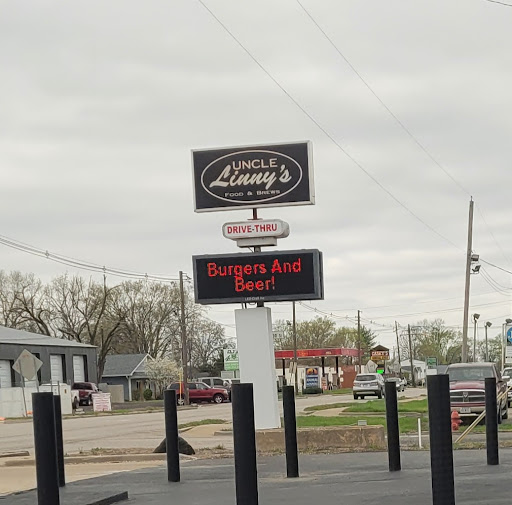 UNCLE
Linny's
FOOD & BREWS
DRIVE-THRU
Burgers And
Beer!